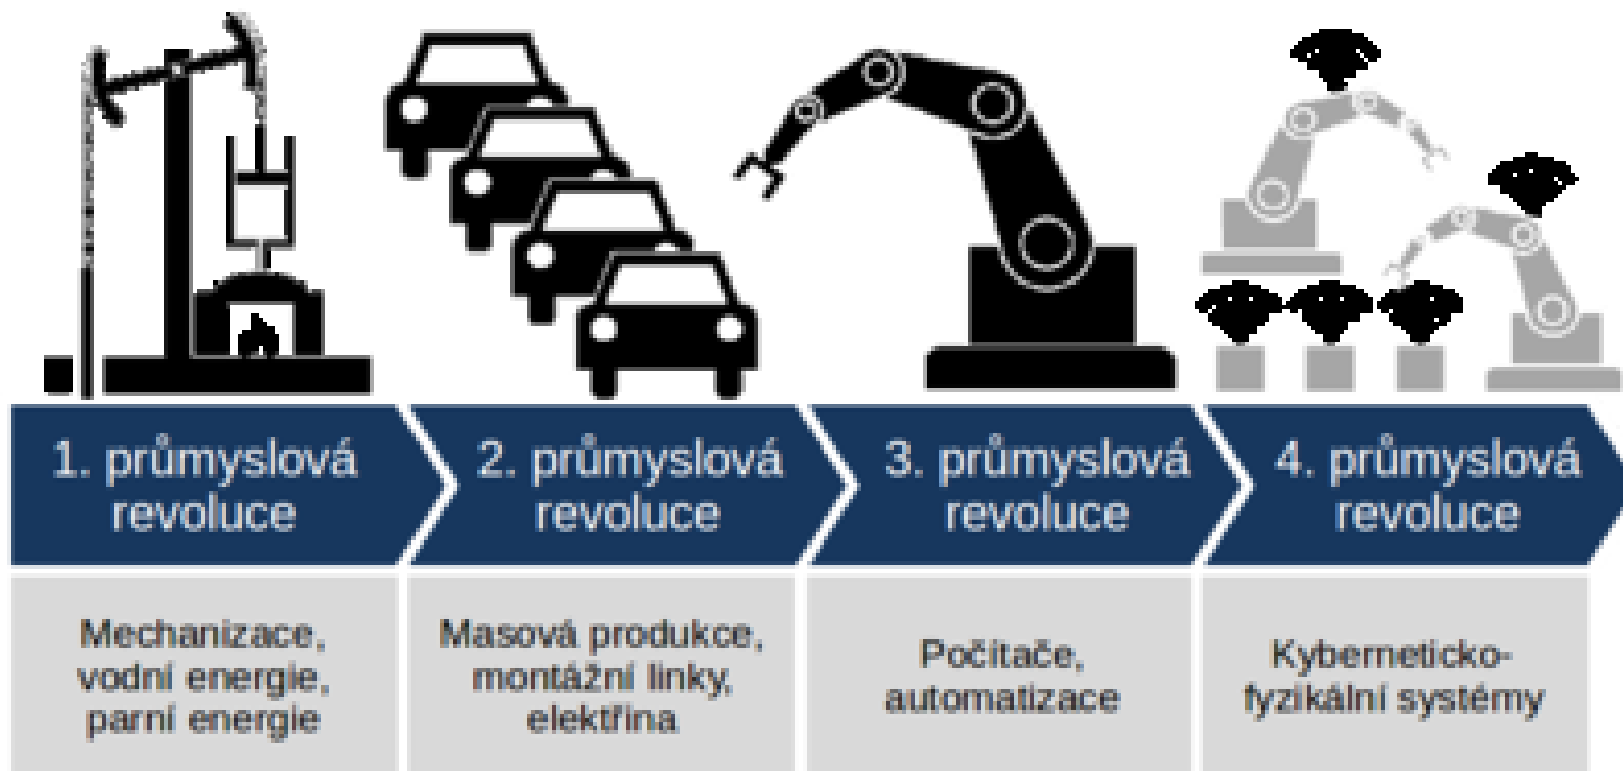 1. průmyslová
revoluce
2. průmyslová
revoluce
3. průmyslová
revoluce
4. průmyslová
revoluce
Mechanizace,
vodní energie,
parní energie
Masová produkce,
montážní linky,
elektřina
Počítače,
automatizace
Kyberneticko-
fyzikální systémy